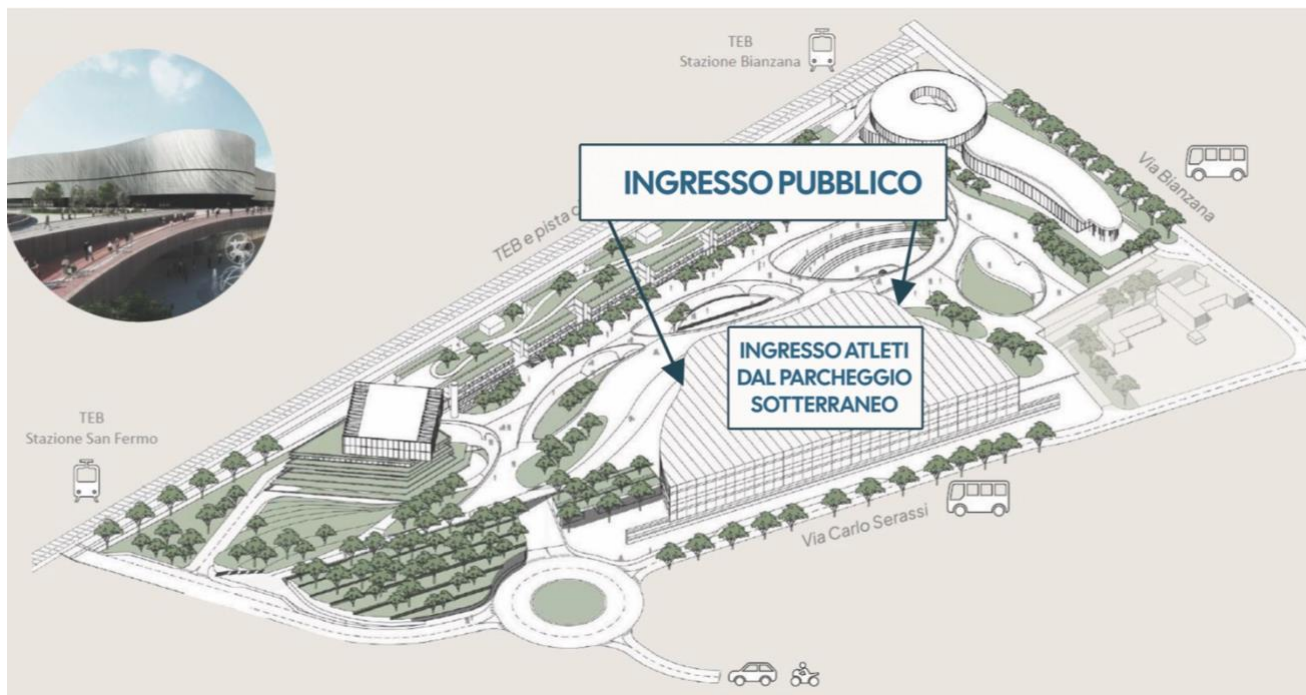 TEB
Stazione Bianzana
Via Bianzana
INGRESSO PUBBLICO
TEB e pista
INGRESSO ATLETI
DAL PARCHEGGIO
SOTTERRANEO
TEB
Stazione San Fermo
Via Carlo Serassi